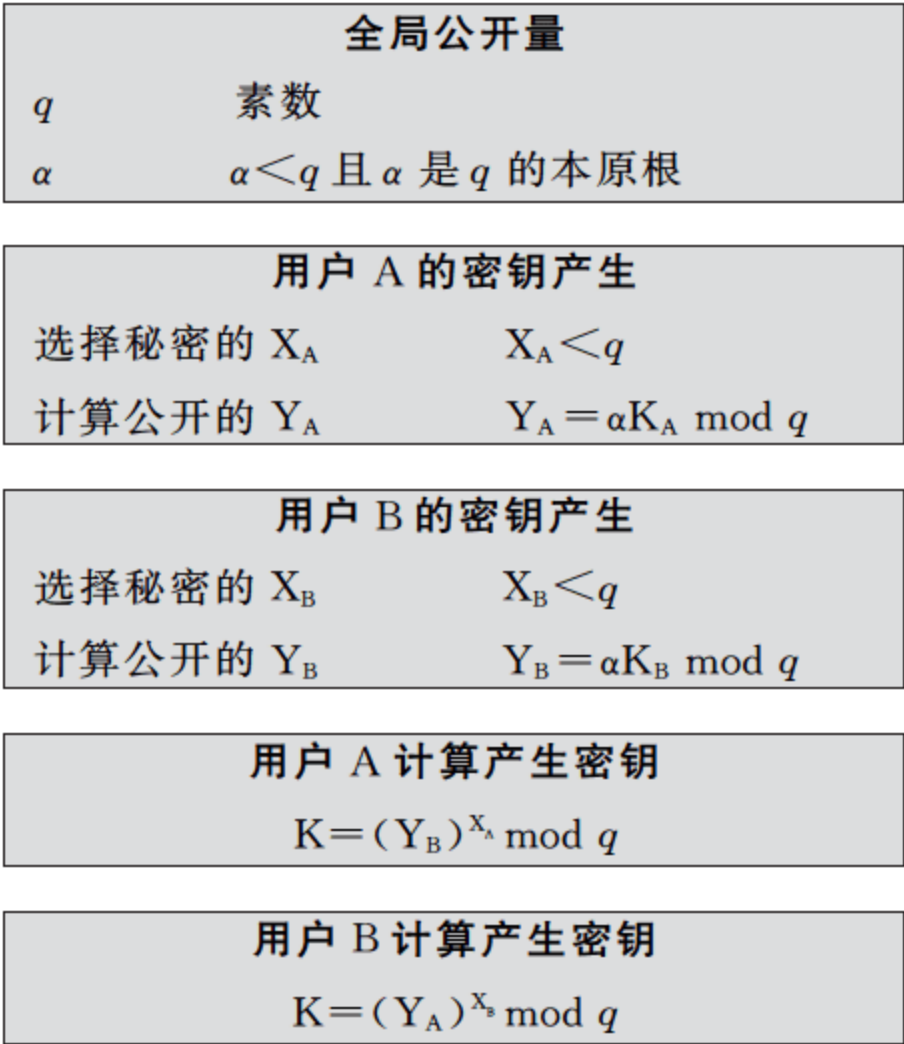 全局公开量
q 素数
α α<q 且 α 是 q 的本原根
用户 A 的密钥产生
选择秘密的 X_A X_A<q
计算公开的 Y_A Y_A=αK_A mod q
用户 B 的密钥产生
选择秘密的 X_B X_B<q
计算公开的 Y_B Y_B=αK_B mod q
用户 A 计算产生密钥
K=(Y_B)^{X_A} mod q
用户 B 计算产生密钥
K=(Y_A)^{X_B} mod q